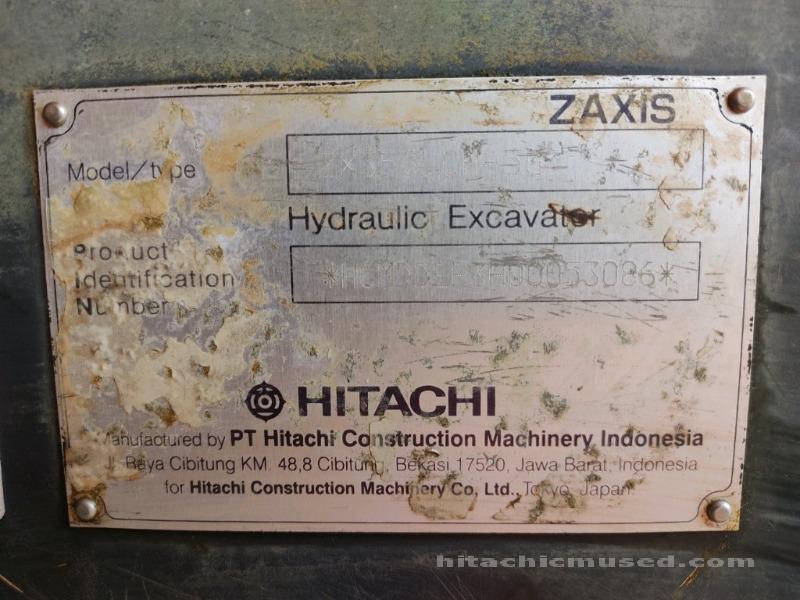 ZAXIS
Model/type
Hydraulic Excavator
Product
Identification
Number
HITACHI
Manufactured by PT Hitachi Construction Machinery Indonesia
Jl. Raya Cibitung KM. 48,8 Cibitung, Bekasi 17520, Jawa Barat, Indonesia
for Hitachi Construction Machinery Co, Ltd., Tokyo, Japan
hitachicmused.com